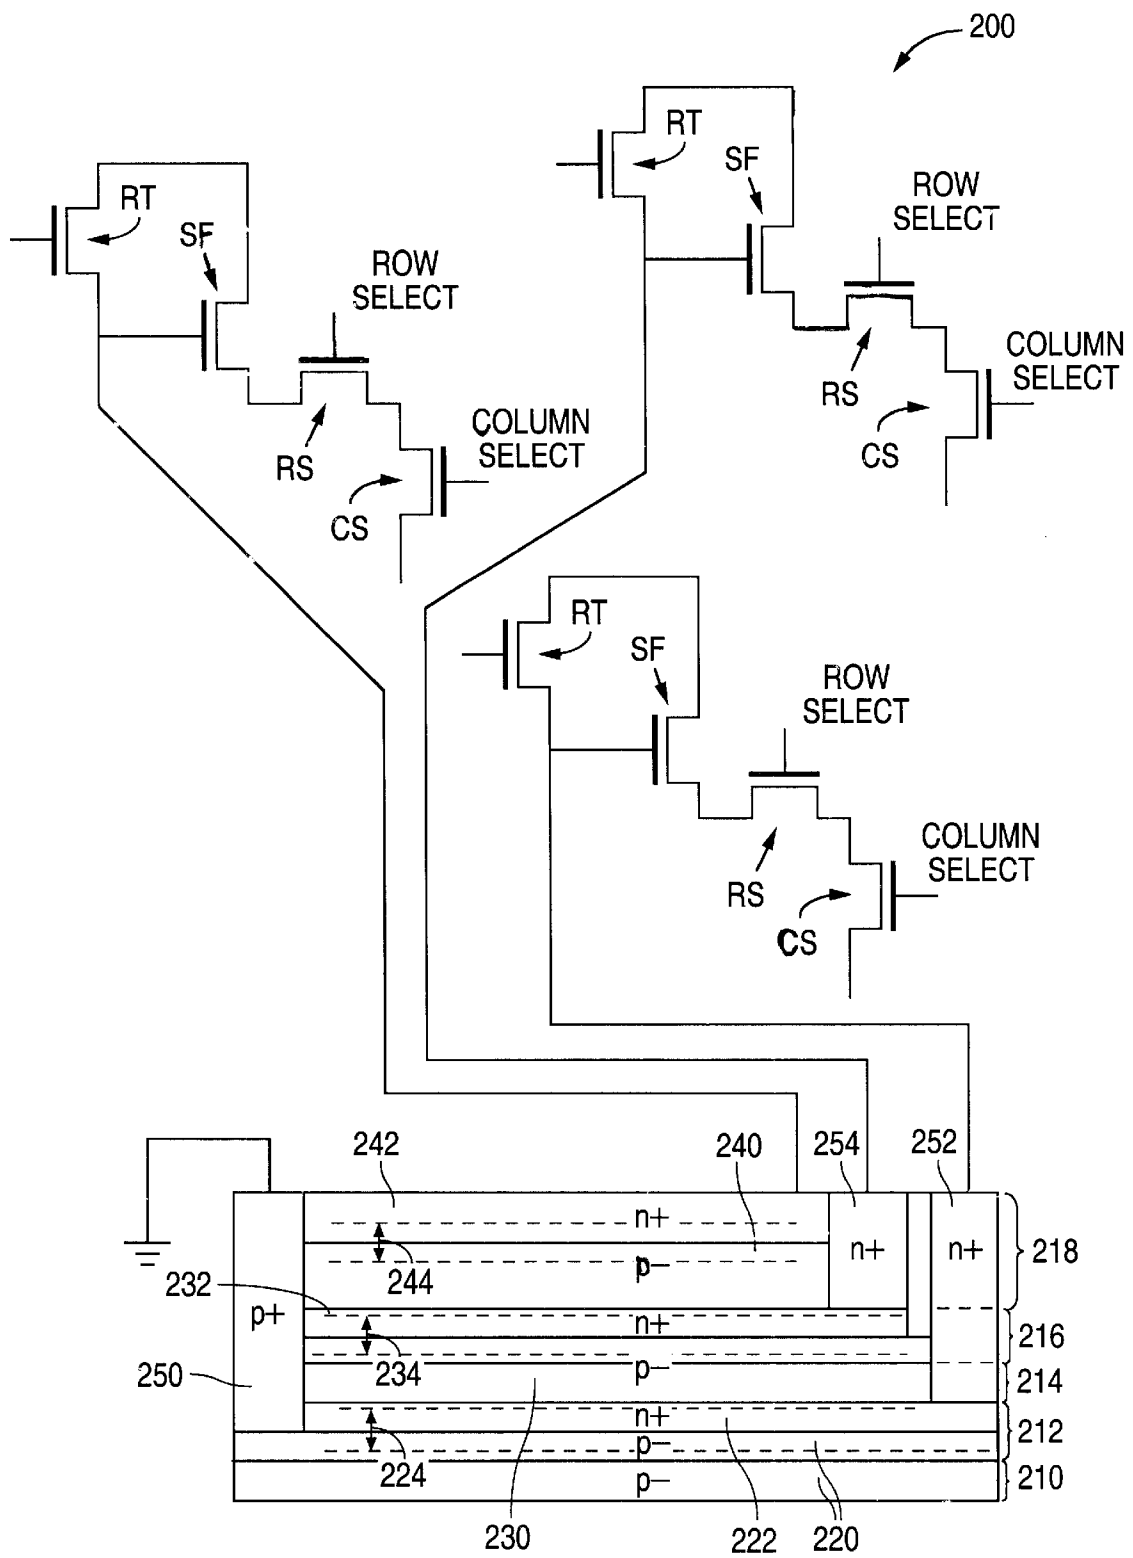 200
RT
SF
ROW
SELECT
RS
COLUMN
SELECT
CS
RT
SF
ROW
SELECT
RS
COLUMN
SELECT
CS
RT
SF
ROW
SELECT
RS
COLUMN
SELECT
CS
242
240
254
252
n+
n+
n+
218
p–
244
232
p+
n+
216
234
p–
250
214
n+
212
p–
224
p–
210
230
222
220